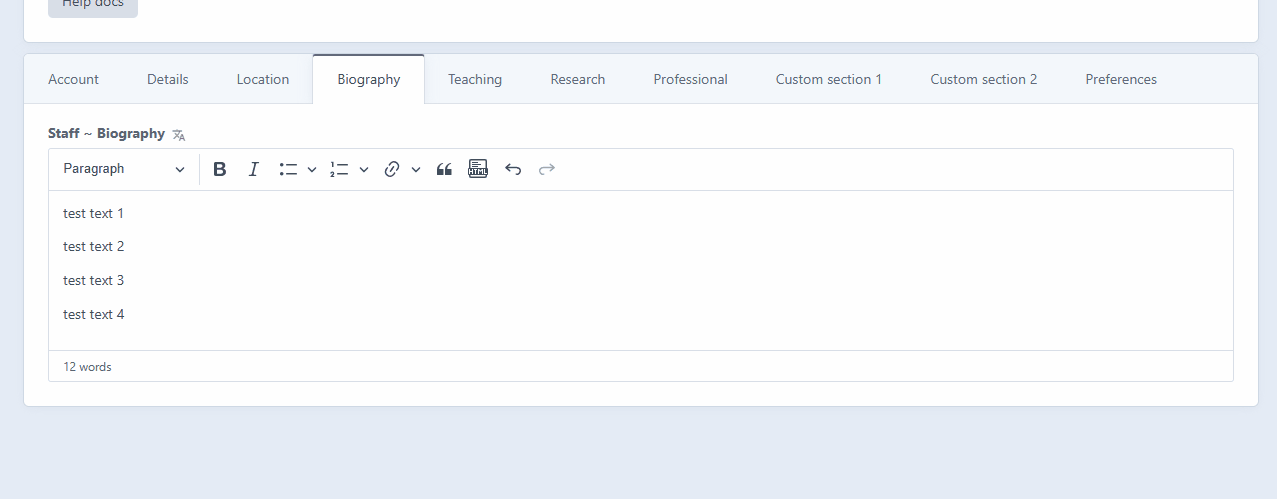 Help docs
Account Details Location Biography Teaching Research Professional Custom section 1 Custom section 2 Preferences
Staff ~ Biography
Paragraph B I HTML
test text 1
test text 2
test text 3
test text 4
12 words